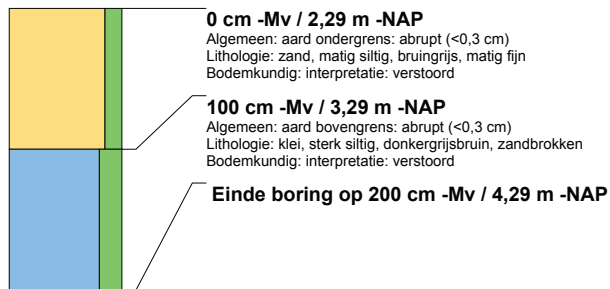 0 cm -Mv / 2,29 m -NAP
Algemeen: aard ondergrens: abrupt (<0,3 cm)
Lithologie: zand, matig siltig, bruingrijs, matig fijn
Bodemkundig: interpretatie: verstoord
100 cm -Mv / 3,29 m -NAP
Algemeen: aard bovengrens: abrupt (<0,3 cm)
Lithologie: klei, sterk siltig, donkergrijsbruin, zandbrokken
Bodemkundig: interpretatie: verstoord
Einde boring op 200 cm -Mv / 4,29 m -NAP